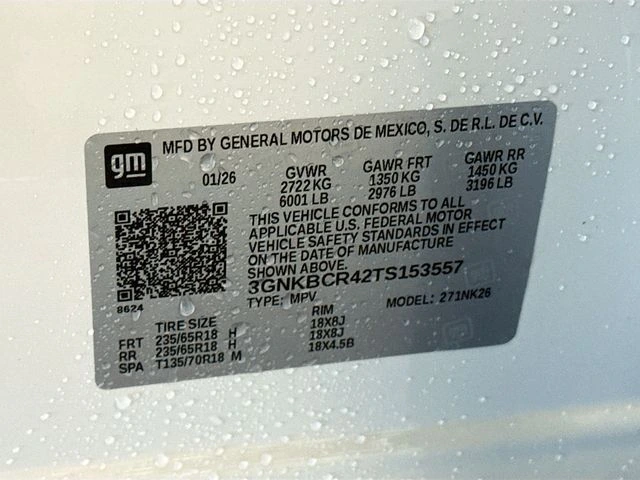 gm
MFD BY GENERAL MOTORS DE MEXICO, S. DE R.L. DE C.V.
01/26 GVWR GAWR FRT GAWR RR
2722 KG 1350 KG 1450 KG
6001 LB 2976 LB 3196 LB
THIS VEHICLE CONFORMS TO ALL
APPLICABLE U.S. FEDERAL MOTOR
VEHICLE SAFETY STANDARDS IN EFFECT
ON THE DATE OF MANUFACTURE
SHOWN ABOVE.
3GNKBCR42TS153557
TYPE: MPV MODEL: 271NK26
8624
TIRE SIZE RIM
FRT 235/65R18 H 18X8J
RR 235/65R18 H 18X8J
SPA T135/70R18 M 18X4.5B